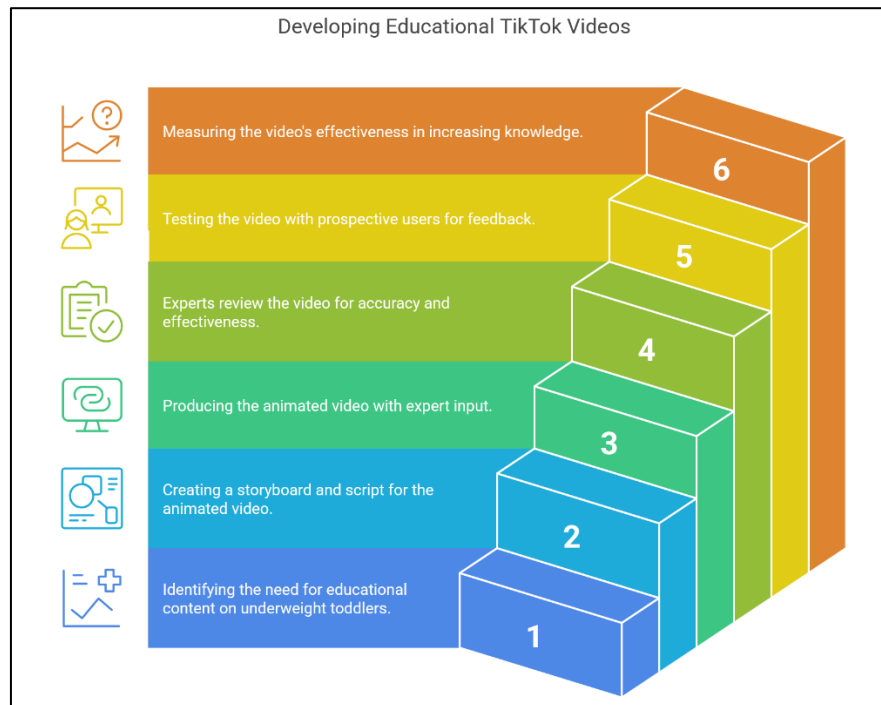 Developing Educational TikTok Videos
Measuring the video's effectiveness in increasing knowledge.
6
Testing the video with prospective users for feedback.
5
Experts review the video for accuracy and
effectiveness.
4
Producing the animated video with expert input.
3
Creating a storyboard and script for the
animated video.
2
Identifying the need for educational
content on underweight toddlers.
1